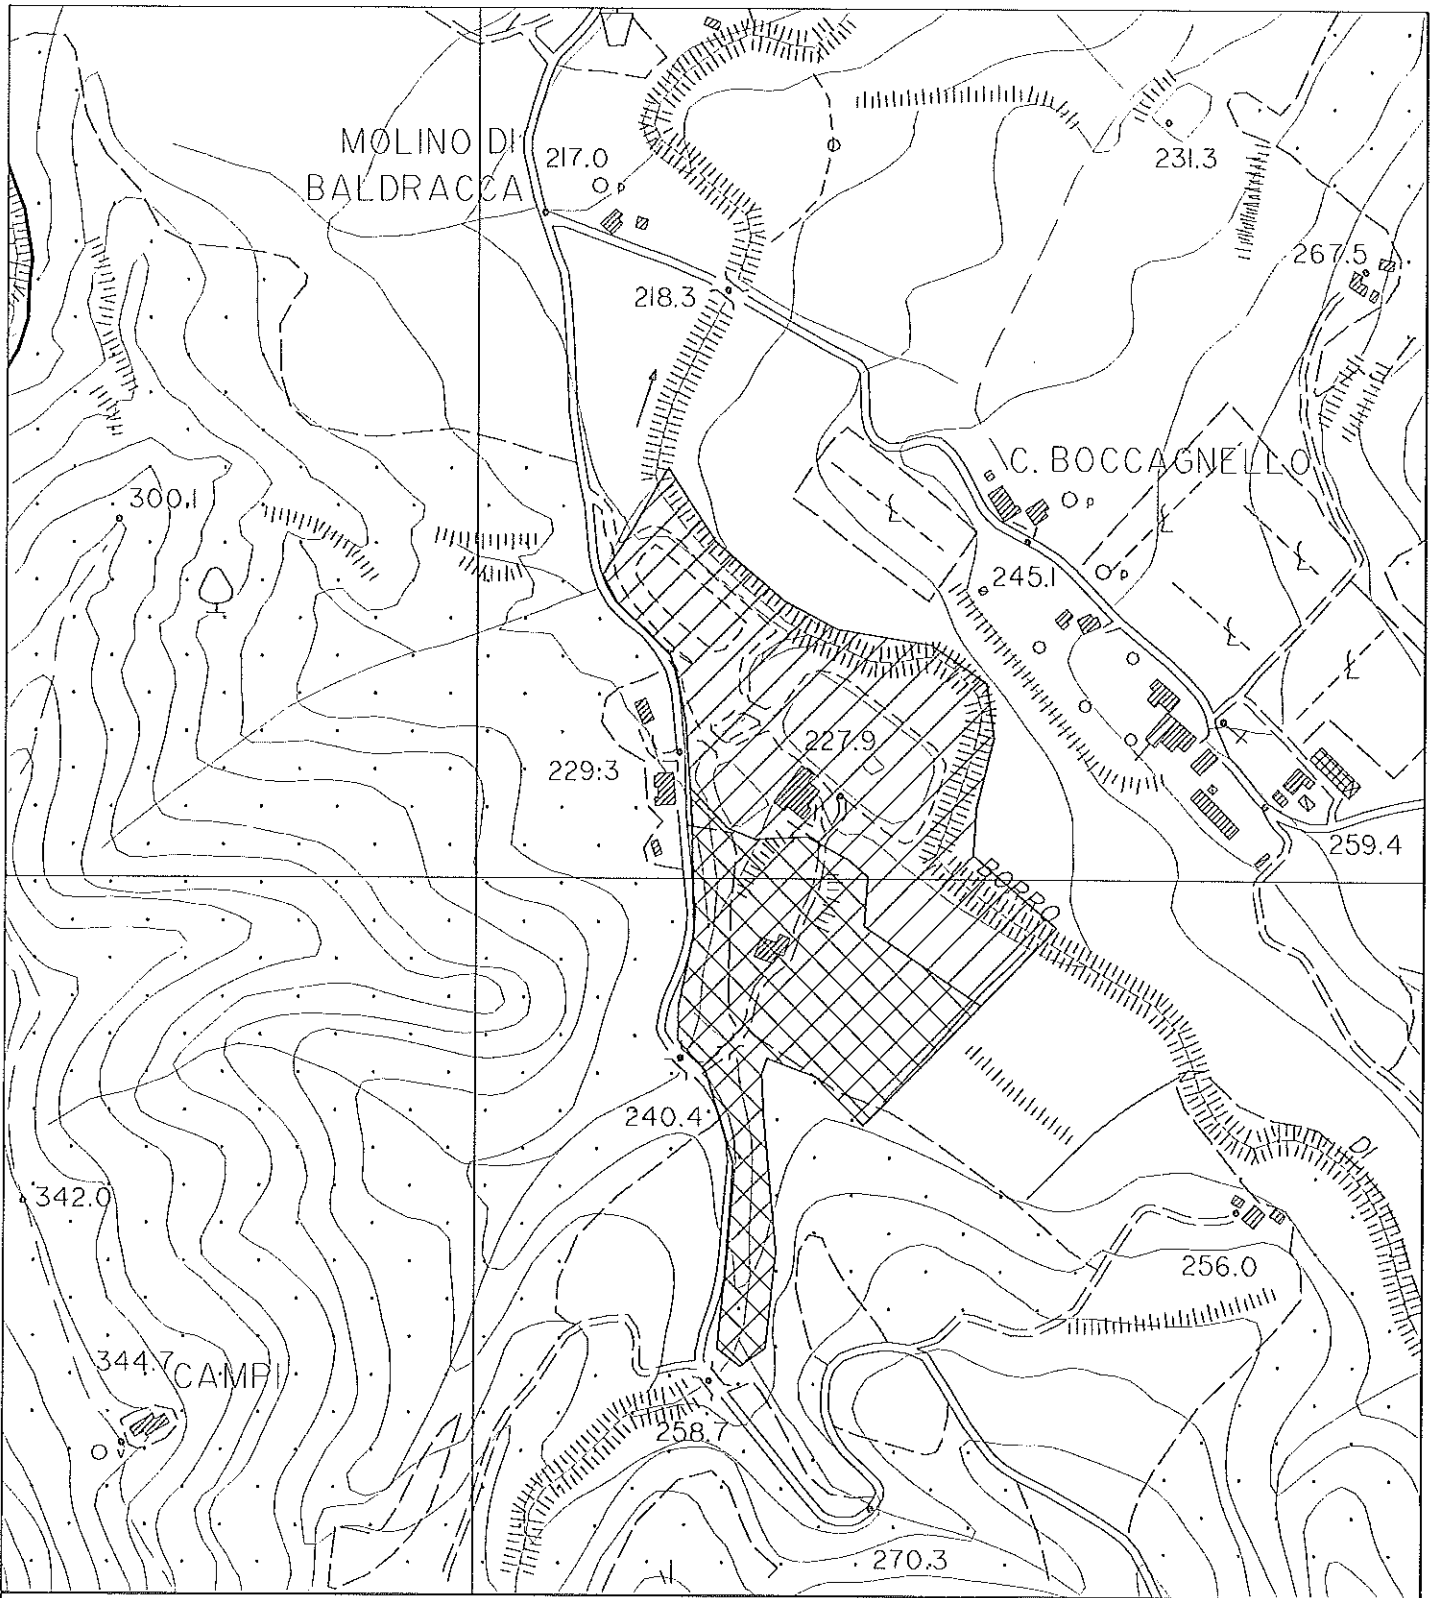 MOLINO DI
BALDRACCA
217.0
p
231.3
267.5
218.3
C. BOCCAGNELLO
p
300.1
245.1
p
227.9
229.3
259.4
BORRO
240.4
DI
342.0
256.0
344.7
CAMPI
v
258.7
270.3